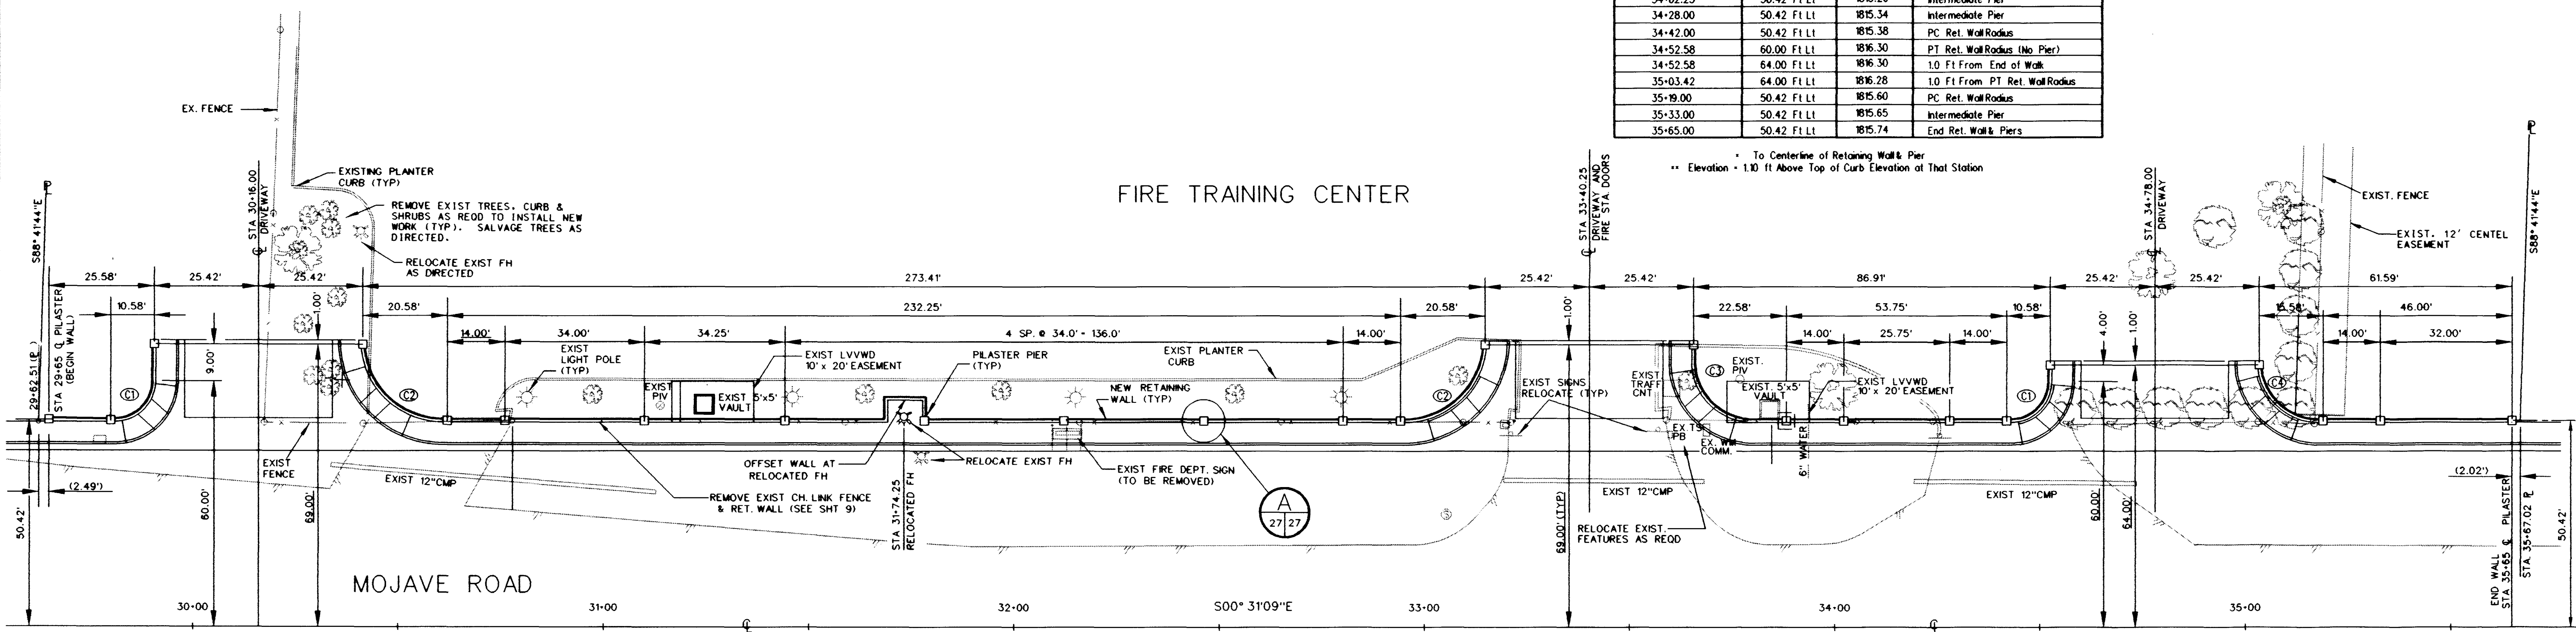 34+28.00 50.42 Ft Lt 1815.34 Intermediate Pier
34+42.00 50.42 Ft Lt 1815.38 PC Ret. Wall Radius
34+52.58 60.00 Ft Lt 1816.30 PT Ret. Wall Radius (No Pier)
34+52.58 64.00 Ft Lt 1816.30 1.0 Ft From End of Walk
35+03.42 64.00 Ft Lt 1816.28 1.0 Ft From PT Ret. Wall Radius
35+19.00 50.42 Ft Lt 1815.60 PC Ret. Wall Radius
35+33.00 50.42 Ft Lt 1815.65 Intermediate Pier
35+65.00 50.42 Ft Lt 1815.74 End Ret. Wall & Piers
* To Centerline of Retaining Wall & Pier
** Elevation = 1.10 ft Above Top of Curb Elevation at That Station
FIRE TRAINING CENTER
EX. FENCE
EXISTING PLANTER
CURB (TYP)
REMOVE EXIST TREES, CURB &
SHRUBS AS REQD TO INSTALL NEW
WORK (TYP). SALVAGE TREES AS
DIRECTED.
RELOCATE EXIST FH
AS DIRECTED
S88° 41'44"E
STA 30+16.00
℄ DRIVEWAY
STA 33+40.25
℄ DRIVEWAY AND
FIRE STA. DOORS
STA 34+78.00
℄ DRIVEWAY
EXIST. FENCE
EXIST. 12' CENTEL
EASEMENT
S88° 41'44"E
25.58' 25.42' 25.42' 273.41' 25.42' 25.42' 86.91' 25.42' 25.42' 61.59'
10.58' 20.58' 232.25' 20.58' 22.58' 53.75' 10.58' 15.58' 46.00'
14.00' 34.00' 34.25' 4 SP. @ 34.0' = 136.0' 14.00' 14.00' 25.75' 14.00' 14.00' 32.00'
1.00' 1.00' 4.00' 1.00'
29+62.51 (℄)
STA 29+65 ℄ PILASTER
(BEGIN WALL)
9.00'
C1
C2
EXIST
LIGHT POLE
(TYP)
EXIST
PIV
EXIST 5'x5'
VAULT
EXIST LVVWD
10' x 20' EASEMENT
PILASTER PIER
(TYP)
EXIST PLANTER
CURB
NEW RETAINING
WALL (TYP)
C2
EXIST SIGNS
RELOCATE (TYP)
EXIST.
TRAFF
CNT
C3
EXIST.
PIV
EXIST. 5'x5'
VAULT
EXIST LVVWD
10' x 20' EASEMENT
C1
C4
EX. TS
PB
EX. WM
COMM.
6" WATER
EXIST
FENCE
EXIST 12"CMP
REMOVE EXIST CH. LINK FENCE
& RET. WALL (SEE SHT 9)
OFFSET WALL AT
RELOCATED FH
STA 31+74.25
RELOCATED FH
RELOCATE EXIST FH
EXIST FIRE DEPT. SIGN
(TO BE REMOVED)
A
27 27
EXIST 12"CMP
EXIST 12"CMP
RELOCATE EXIST.
FEATURES AS REQD
(2.49')
50.42'
60.00'
69.00'
69.00' (TYP)
60.00'
64.00'
(2.02')
END WALL
STA 35+65 ℄ PILASTER
STA. 35+67.02 ℄
50.42'
MOJAVE ROAD
30+00 31+00 32+00 S00° 31'09"E 33+00 34+00 35+00